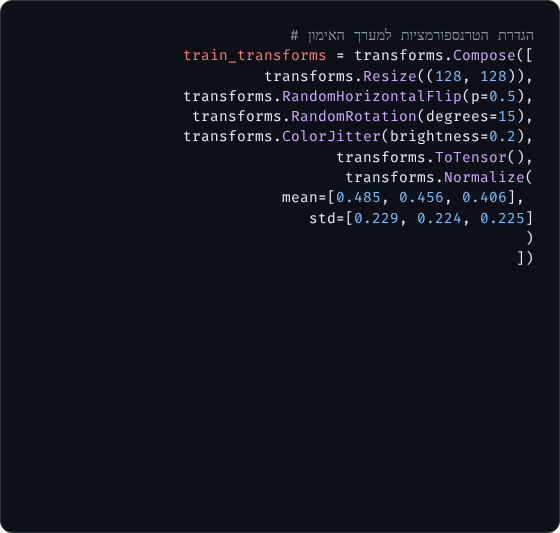 # הגדרת הטרנספורמציות למערך האימון
train_transforms = transforms.Compose([
transforms.Resize((128, 128)),
transforms.RandomHorizontalFlip(p=0.5),
transforms.RandomRotation(degrees=15),
transforms.ColorJitter(brightness=0.2),
transforms.ToTensor(),
transforms.Normalize(
mean=[0.485, 0.456, 0.406],
std=[0.229, 0.224, 0.225]
)
])